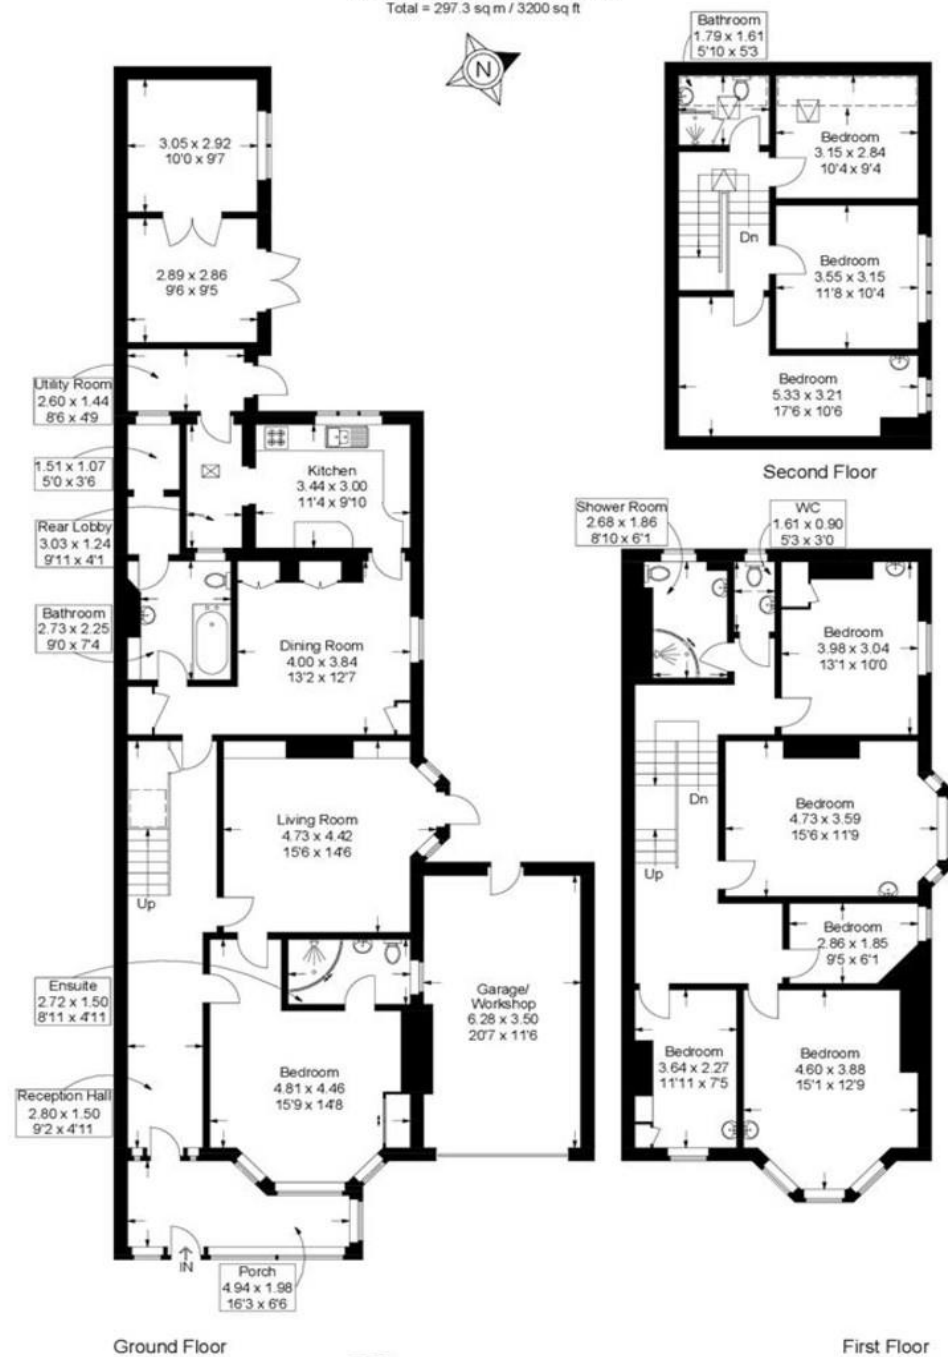 Total = 297.3 sq m / 3200 sq ft
N
3.05 x 2.92
10'0 x 9'7
2.89 x 2.86
9'6 x 9'5
Utility Room
2.60 x 1.44
8'6 x 4'9
1.51 x 1.07
5'0 x 3'6
Rear Lobby
3.03 x 1.24
9'11 x 4'1
Bathroom
2.73 x 2.25
9'0 x 7'4
Kitchen
3.44 x 3.00
11'4 x 9'10
Dining Room
4.00 x 3.84
13'2 x 12'7
Living Room
4.73 x 4.42
15'6 x 14'6
Up
Ensuite
2.72 x 1.50
8'11 x 4'11
Garage/
Workshop
6.28 x 3.50
20'7 x 11'6
Bedroom
4.81 x 4.46
15'9 x 14'8
Reception Hall
2.80 x 1.50
9'2 x 4'11
IN
Porch
4.94 x 1.98
16'3 x 6'6
Ground Floor
Bathroom
1.79 x 1.61
5'10 x 5'3
Bedroom
3.15 x 2.84
10'4 x 9'4
Dn
Bedroom
3.55 x 3.15
11'8 x 10'4
Bedroom
5.33 x 3.21
17'6 x 10'6
Second Floor
Shower Room
2.68 x 1.86
8'10 x 6'1
WC
1.61 x 0.90
5'3 x 3'0
Bedroom
3.98 x 3.04
13'1 x 10'0
Dn
Bedroom
4.73 x 3.59
15'6 x 11'9
Up
Bedroom
2.86 x 1.85
9'5 x 6'1
Bedroom
3.64 x 2.27
11'11 x 7'5
Bedroom
4.60 x 3.88
15'1 x 12'9
First Floor